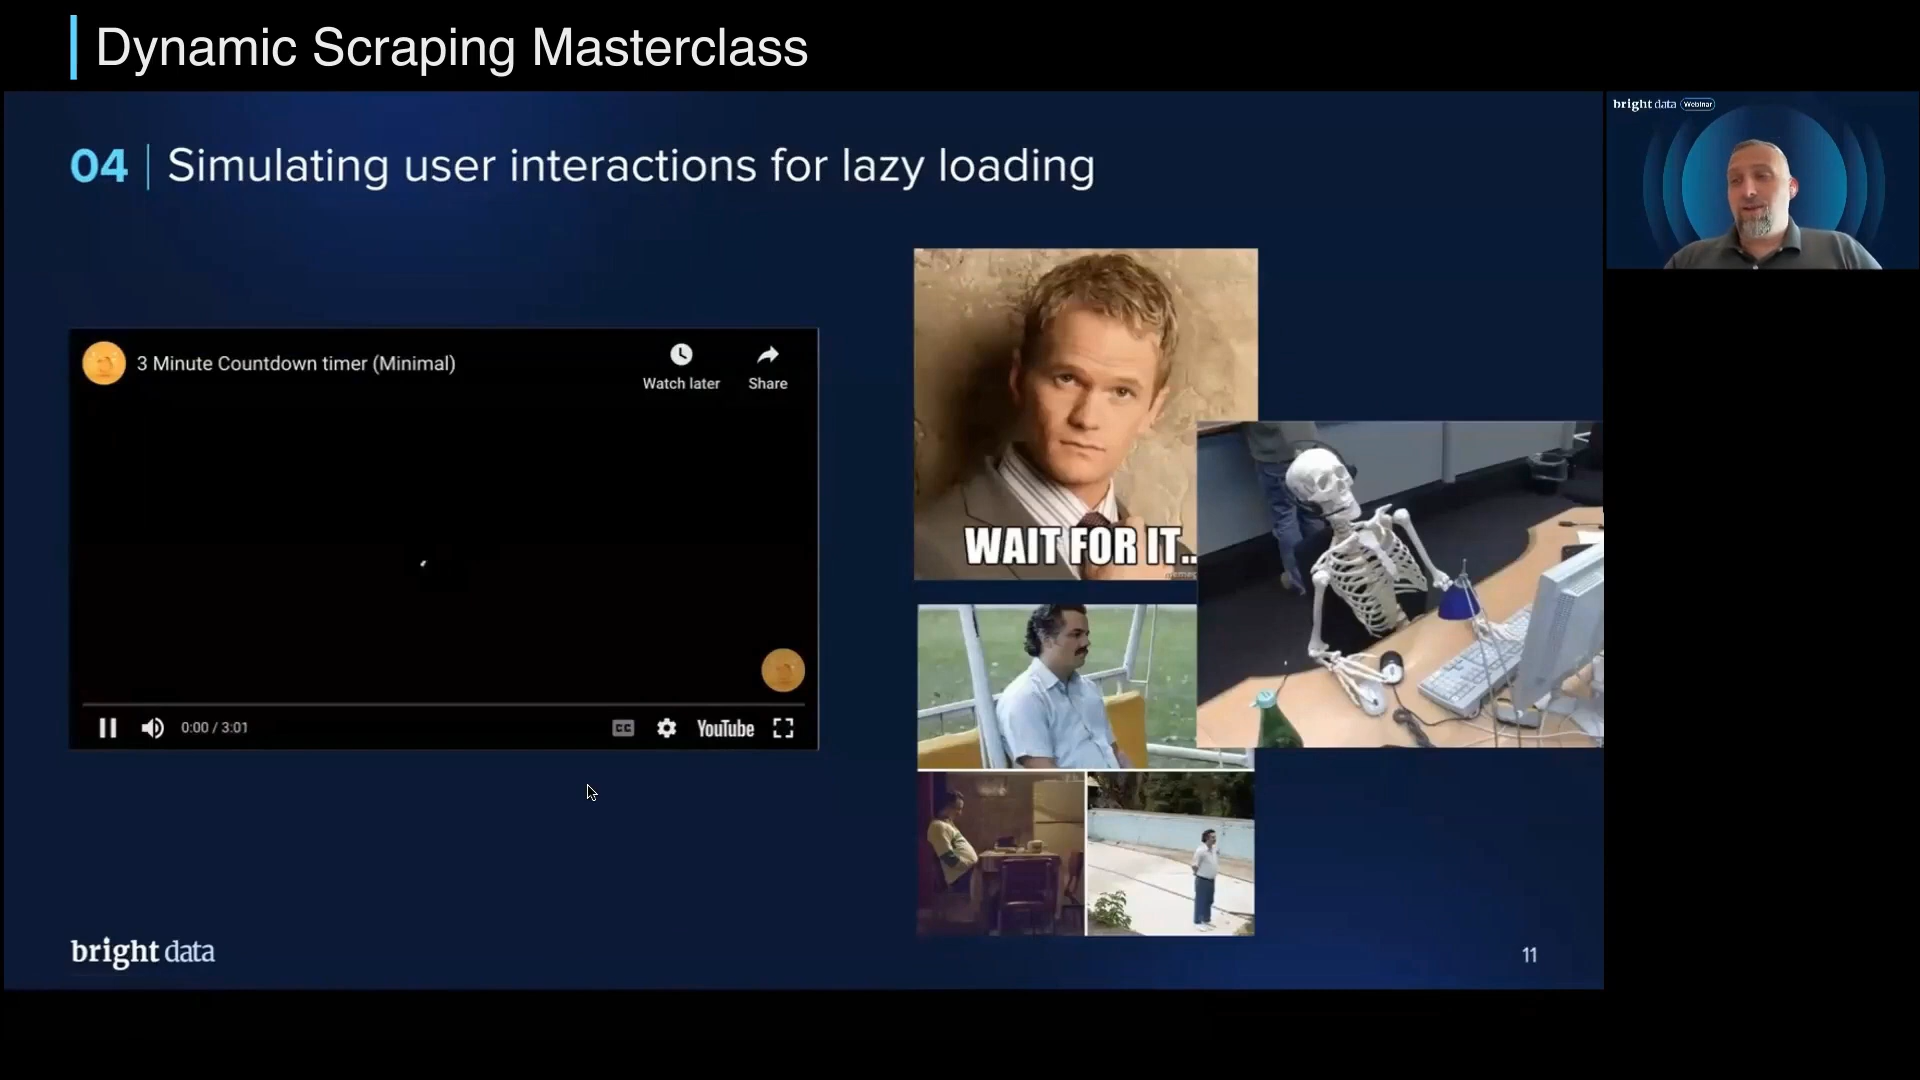 Dynamic Scraping Masterclass
bright data Webinar
04 Simulating user interactions for lazy loading
3 Minute Countdown timer (Minimal)
Watch later
Share
WAIT FOR IT..
0:00 / 3:01
CC
YouTube
bright data
11